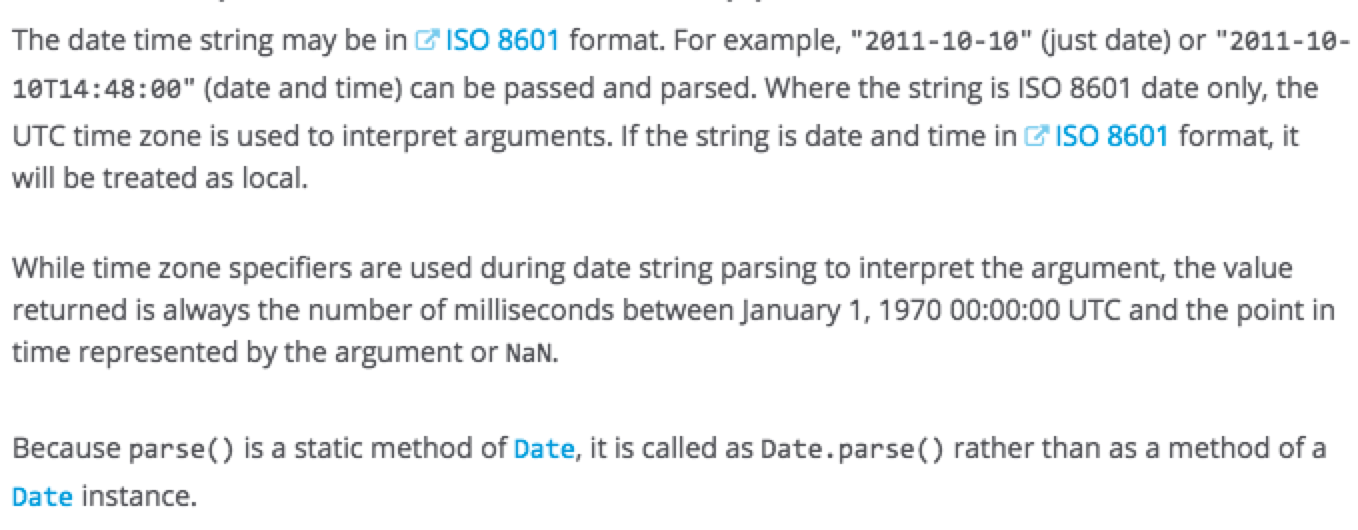 The date time string may be in ISO 8601 format. For example, "2011-10-10" (just date) or "2011-10-
10T14:48:00" (date and time) can be passed and parsed. Where the string is ISO 8601 date only, the
UTC time zone is used to interpret arguments. If the string is date and time in ISO 8601 format, it
will be treated as local.
While time zone specifiers are used during date string parsing to interpret the argument, the value
returned is always the number of milliseconds between January 1, 1970 00:00:00 UTC and the point in
time represented by the argument or NaN.
Because parse() is a static method of Date, it is called as Date.parse() rather than as a method of a
Date instance.